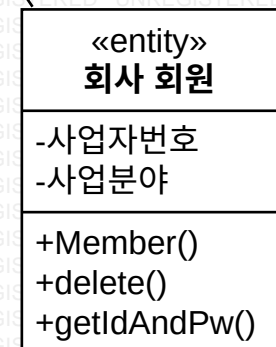 «entity»
회사 회원
-사업자번호
-사업분야
+Member()
+delete()
+getIdAndPw()